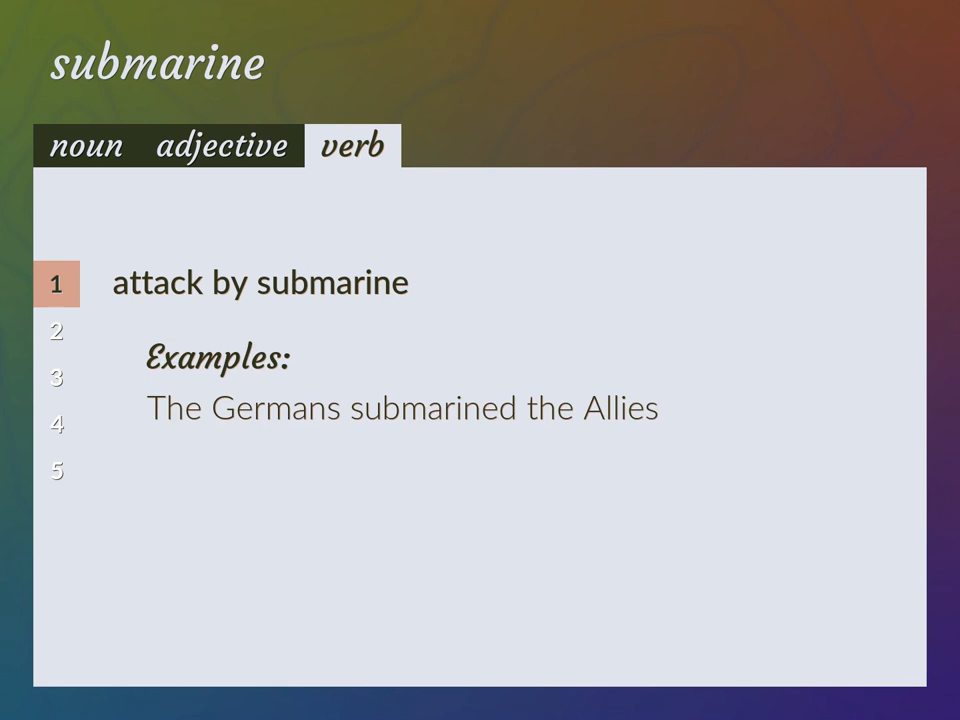 submarine
noun adjective verb
1 attack by submarine
2
Examples:
3
The Germans submarined the Allies
4
5